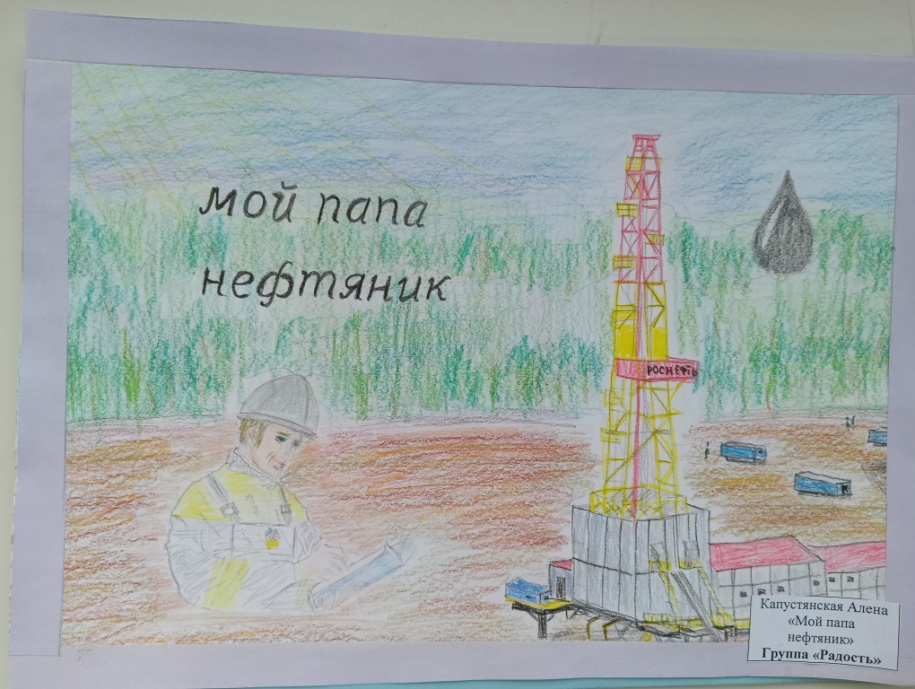 мой папа
нефтяник
РОСНЕФТЬ
Капустянская Алена
«Мой папа
нефтяник»
Группа «Радость»